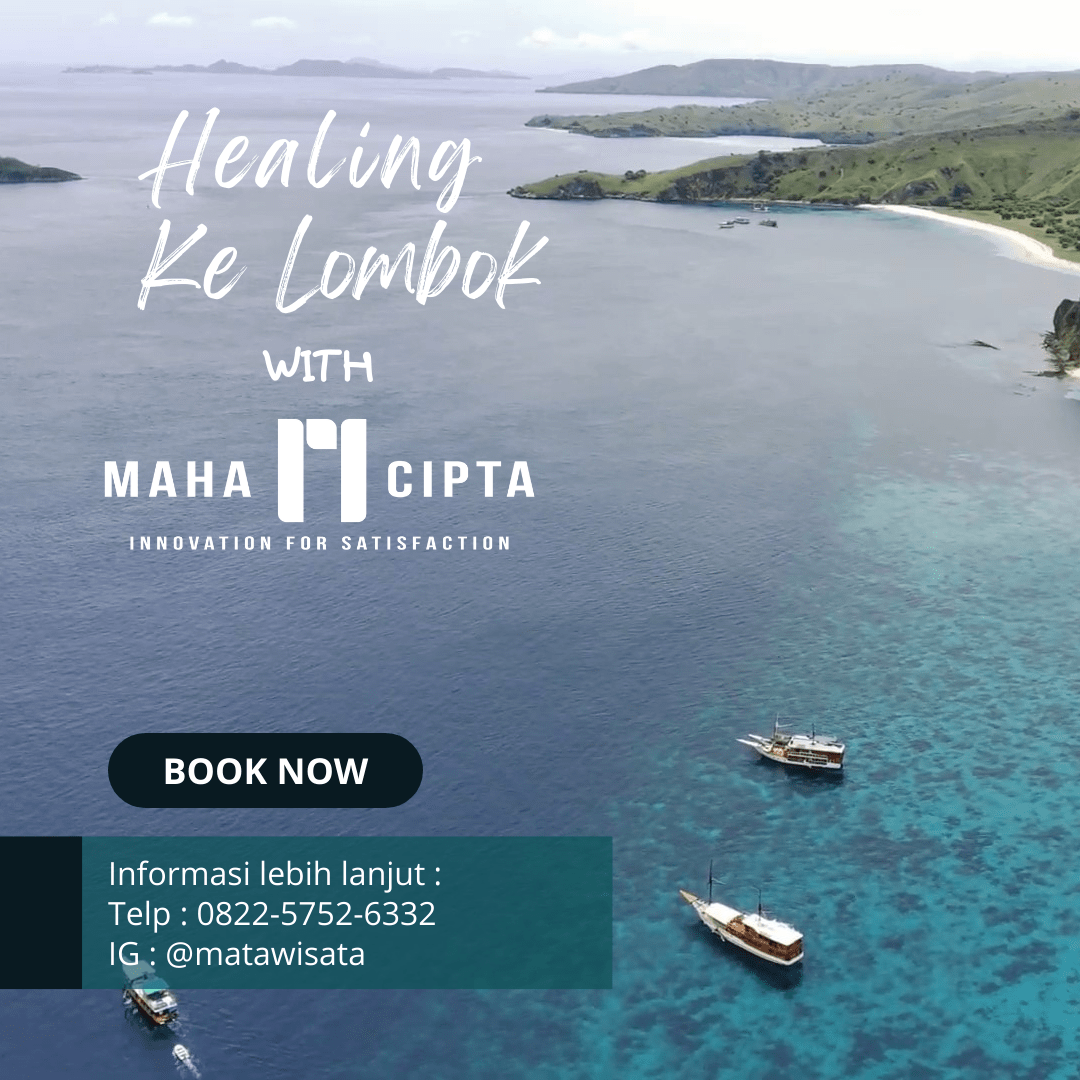 Healing
Ke Lombok
WITH
MAHA CIPTA
INNOVATION FOR SATISFACTION
BOOK NOW
Informasi lebih lanjut :
Telp : 0822-5752-6332
IG : @matawisata